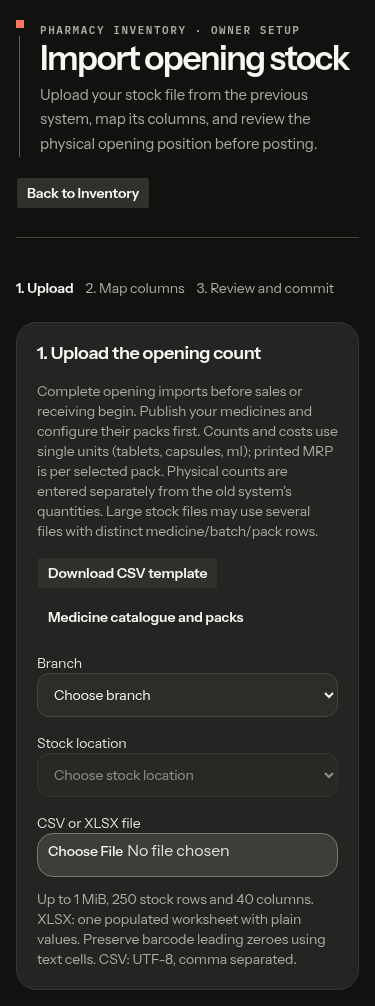 PHARMACY INVENTORY · OWNER SETUP
Import opening stock
Upload your stock file from the previous
system, map its columns, and review the
physical opening position before posting.
Back to Inventory
1. Upload 2. Map columns 3. Review and commit
1. Upload the opening count
Complete opening imports before sales or
receiving begin. Publish your medicines and
configure their packs first. Counts and costs use
single units (tablets, capsules, ml); printed MRP
is per selected pack. Physical counts are
entered separately from the old system's
quantities. Large stock files may use several
files with distinct medicine/batch/pack rows.
Download CSV template
Medicine catalogue and packs
Branch
Choose branch
Stock location
Choose stock location
CSV or XLSX file
Choose File No file chosen
Up to 1 MiB, 250 stock rows and 40 columns.
XLSX: one populated worksheet with plain
values. Preserve barcode leading zeroes using
text cells. CSV: UTF-8, comma separated.